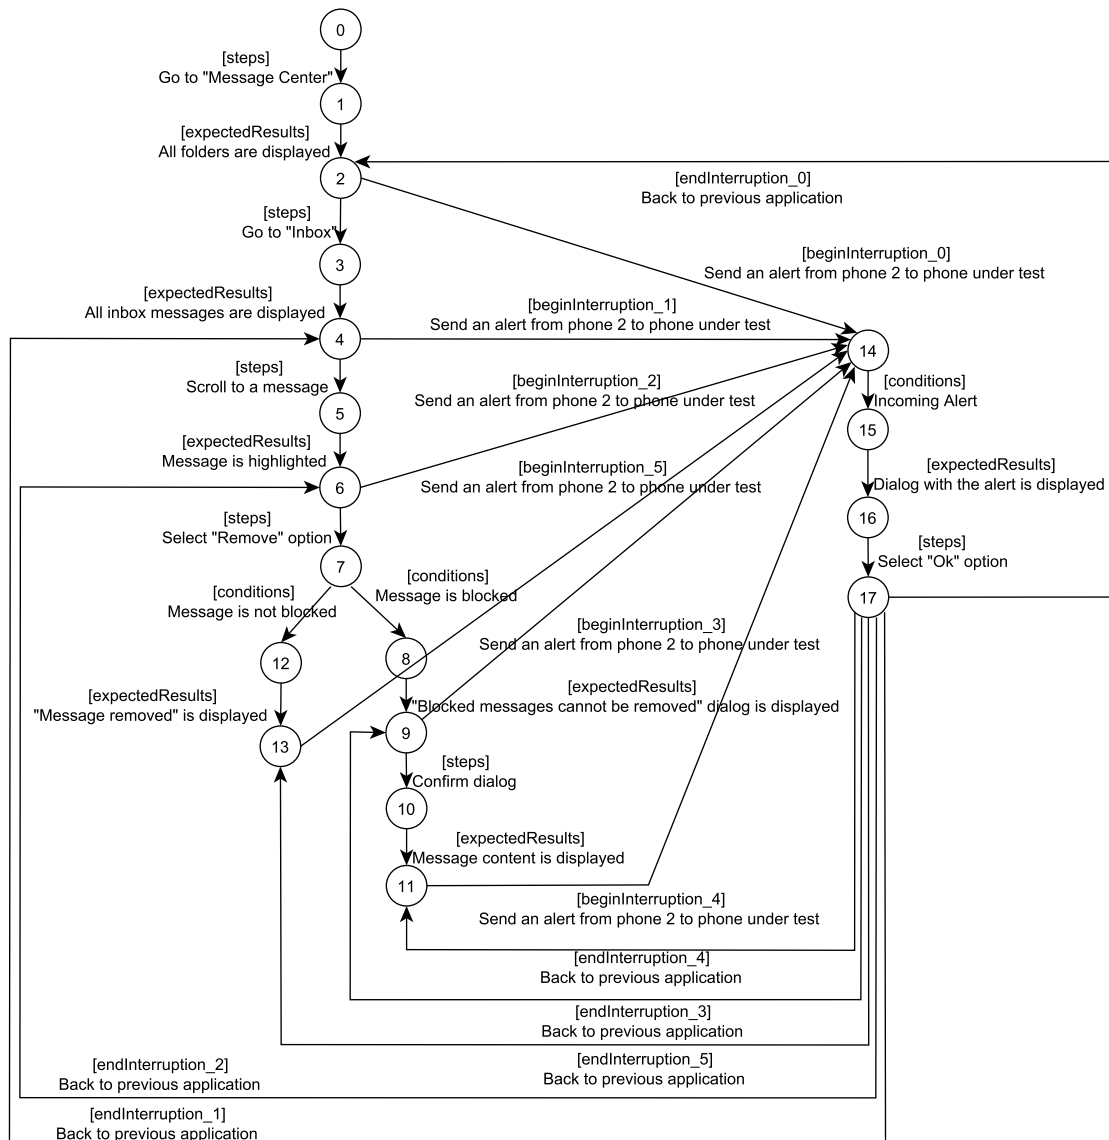 0
[steps]
Go to "Message Center"
1
[expectedResults]
All folders are displayed
2
[endInterruption_0]
Back to previous application
[steps]
Go to "Inbox"
[beginInterruption_0]
Send an alert from phone 2 to phone under test
3
[expectedResults]
All inbox messages are displayed
[beginInterruption_1]
Send an alert from phone 2 to phone under test
4
14
[steps]
Scroll to a message
[beginInterruption_2]
Send an alert from phone 2 to phone under test
[conditions]
Incoming Alert
5
15
[expectedResults]
Message is highlighted
[beginInterruption_5]
Send an alert from phone 2 to phone under test
[expectedResults]
Dialog with the alert is displayed
6
16
[steps]
Select "Remove" option
[steps]
Select "Ok" option
7
17
[conditions]
Message is not blocked
[conditions]
Message is blocked
[beginInterruption_3]
Send an alert from phone 2 to phone under test
12
8
[expectedResults]
"Message removed" is displayed
[expectedResults]
"Blocked messages cannot be removed" dialog is displayed
13
9
[steps]
Confirm dialog
10
[expectedResults]
Message content is displayed
11
[beginInterruption_4]
Send an alert from phone 2 to phone under test
[endInterruption_4]
Back to previous application
[endInterruption_3]
Back to previous application
[endInterruption_5]
Back to previous application
[endInterruption_2]
Back to previous application
[endInterruption_1]
Back to previous application